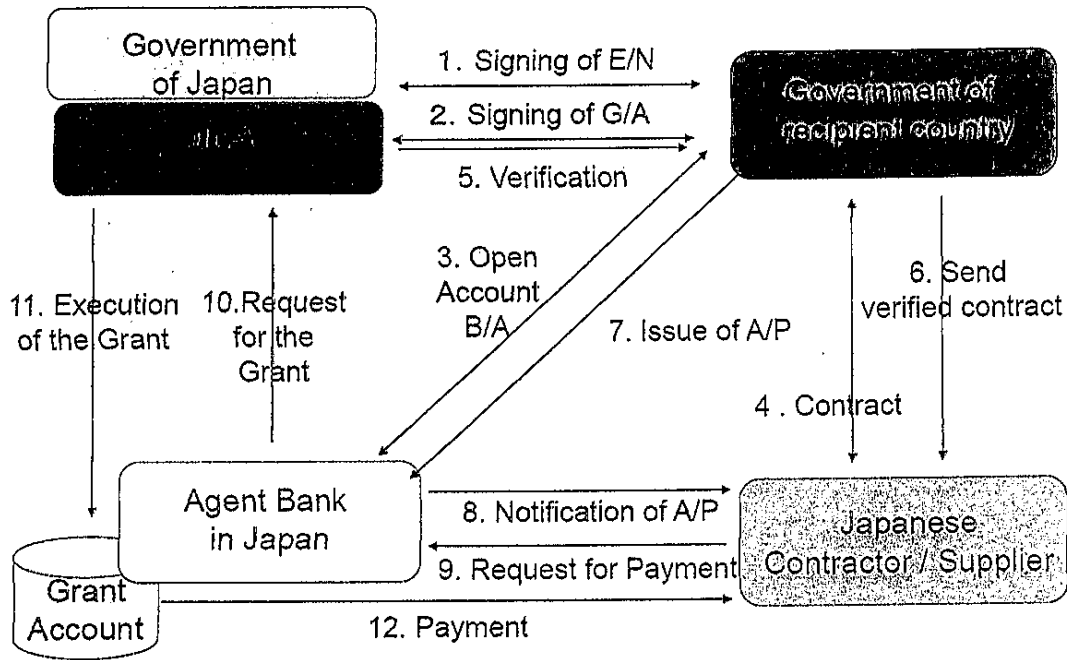 Government
of Japan
1. Signing of E/N
Government of
recipient country
2. Signing of G/A
5. Verification
3. Open
Account
B/A
6. Send
verified contract
11. Execution
of the Grant
10.Request
for the
Grant
7. Issue of A/P
4 . Contract
Agent Bank
in Japan
8. Notification of A/P
Japanese
Contractor / Supplier
9. Request for Payment
Grant
Account
12. Payment